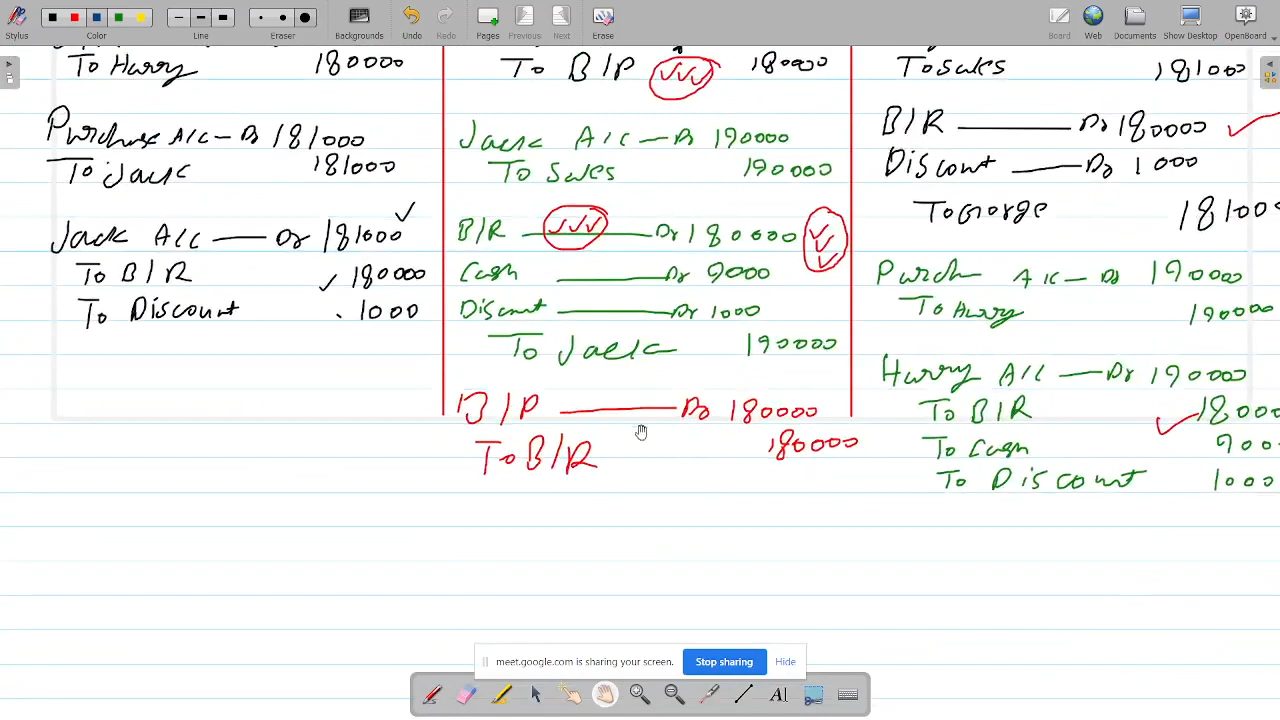 Stylus
Color
Line
Eraser
Backgrounds
Undo
Redo
Pages
Previous
Next
Erase
Board
Web
Documents
Show Desktop
OpenBoard
To Harry 180000
Purchase A/C — Dr 181000
To Jack 181000
Jack A/C — Dr 181000
To B/R 180000
To Discount 1000
To B/P 180000
Jack A/C — Dr 190000
To Sales 190000
B/R — Dr 180000
Cash — Dr 9000
Discount — Dr 1000
To Jack 190000
B/P — Dr 180000
To B/R 180000
To Sales 181000
B/R — Dr 180000
Discount — Dr 1000
To Gorge 181000
Purch A/C — Dr 190000
To Harry 190000
Harry A/C — Dr 190000
To B/R 18000
To Cash 900
To Discount 1000
meet.google.com is sharing your screen.
Stop sharing
Hide